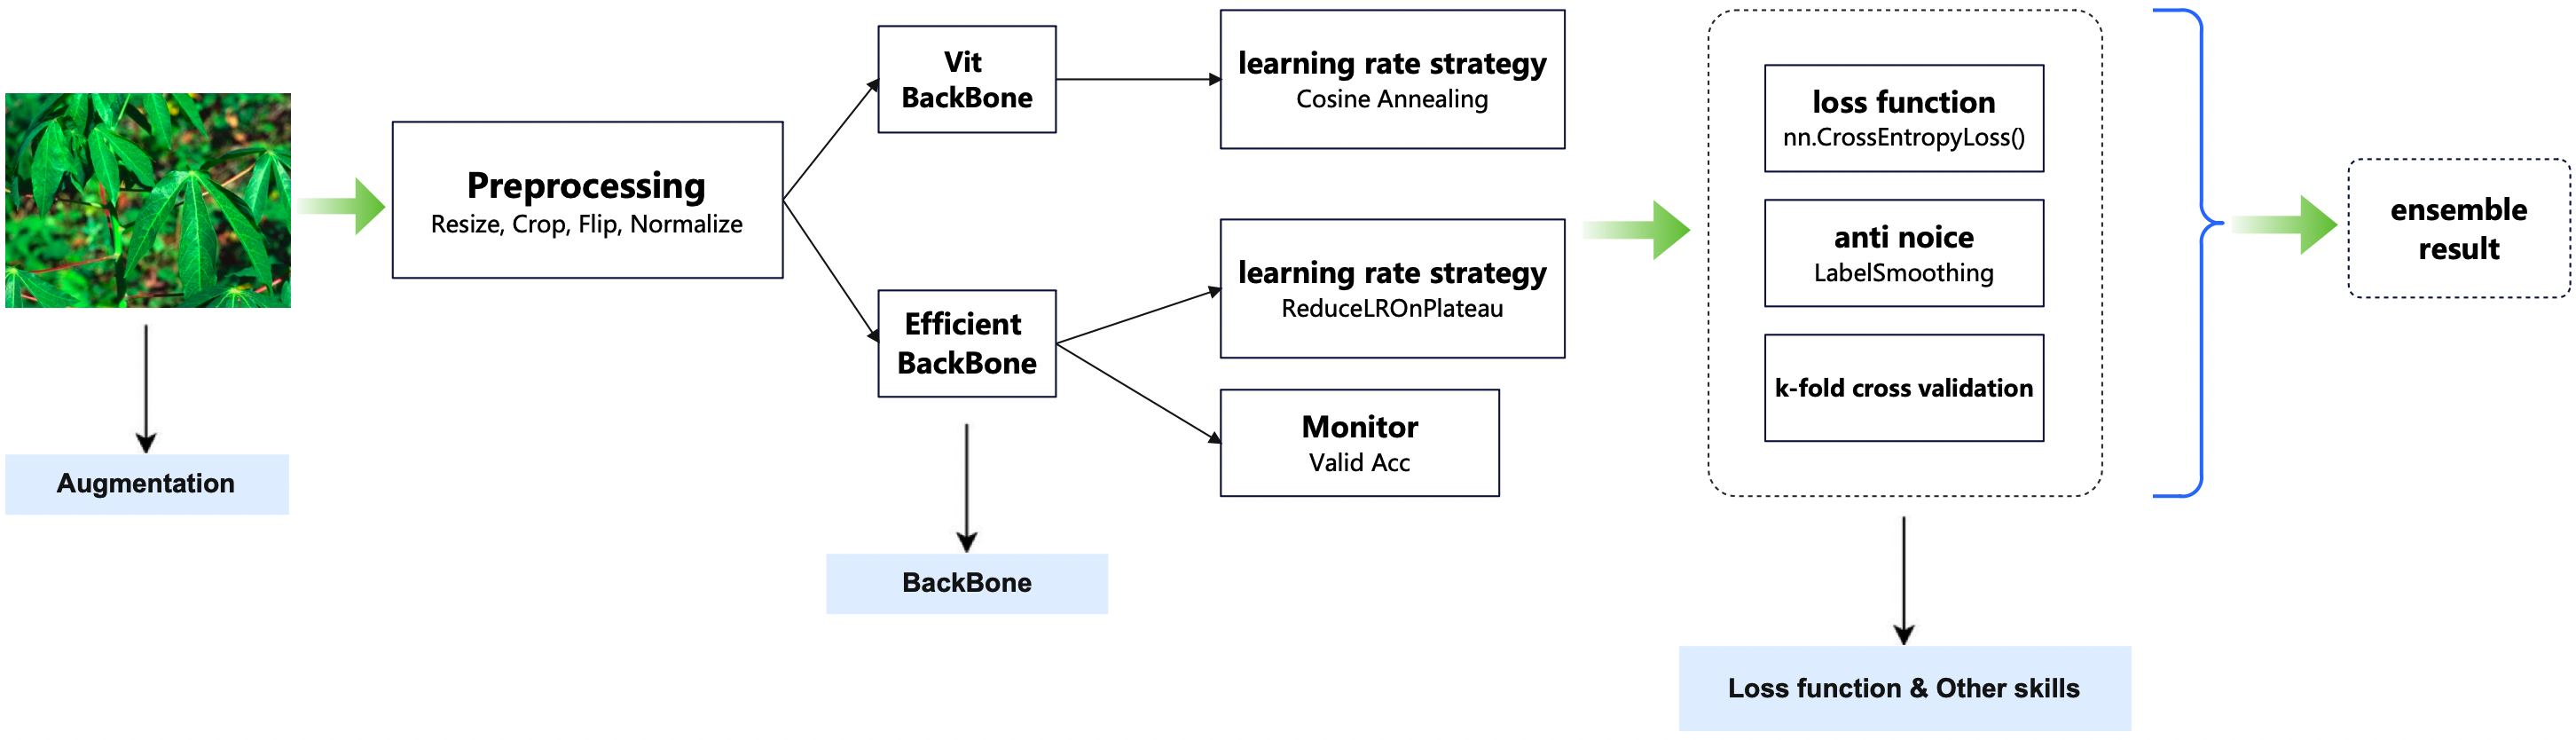 Augmentation
Preprocessing
Resize, Crop, Flip, Normalize
Vit
BackBone
Efficient
BackBone
BackBone
learning rate strategy
Cosine Annealing
learning rate strategy
ReduceLROnPlateau
Monitor
Valid Acc
loss function
nn.CrossEntropyLoss()
anti noice
LabelSmoothing
k-fold cross validation
Loss function & Other skills
ensemble
result